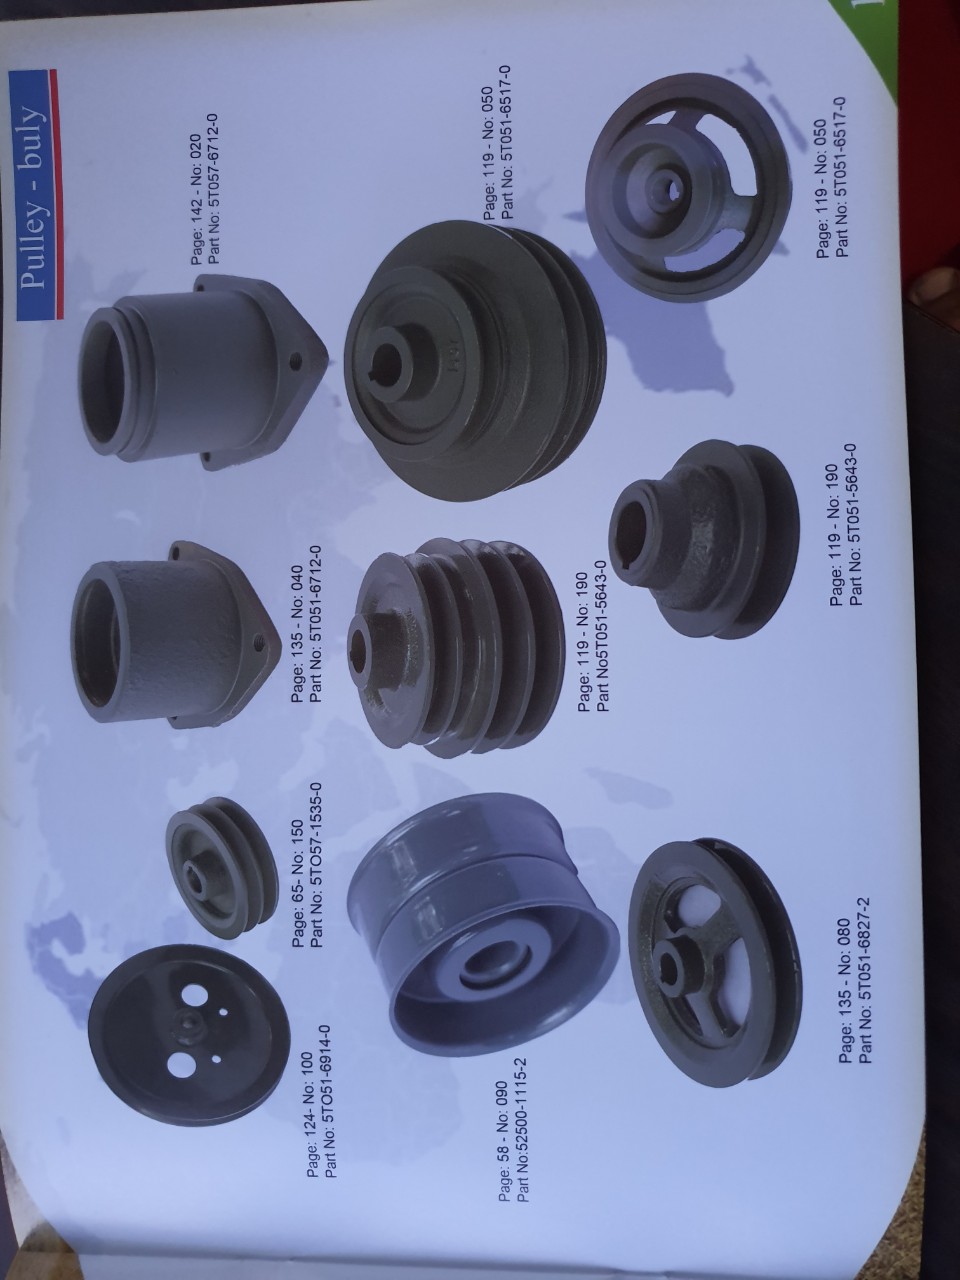 Pulley - buly
Page: 124- No: 100
Part No: 5TO51-6914-0
Page: 65- No: 150
Part No: 5TO57-1535-0
Page: 135 - No: 040
Part No: 5T051-6712-0
Page: 142 - No: 020
Part No: 5T057-6712-0
Page: 58 - No: 090
Part No:52500-1115-2
Page: 119 - No: 190
Part No5T051-5643-0
Page: 119 - No: 050
Part No: 5T051-6517-0
Page: 135 - No: 080
Part No: 5T051-6827-2
Page: 119 - No: 190
Part No: 5T051-5643-0
Page: 119 - No: 050
Part No: 5T051-6517-0